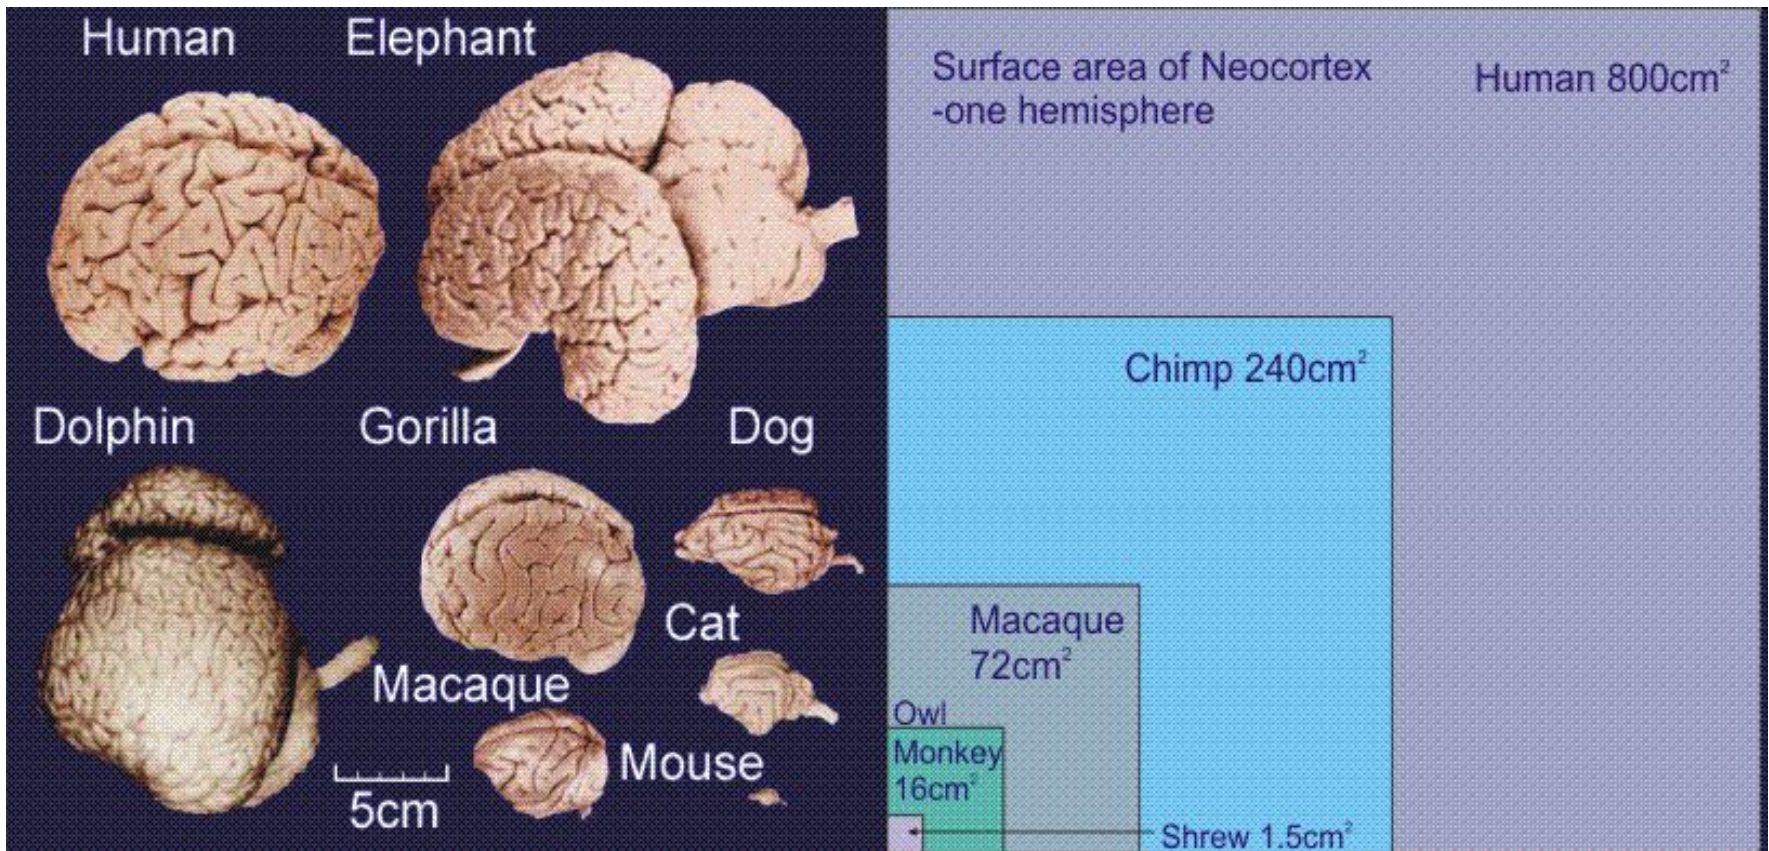 Human
Elephant
Dolphin
Gorilla
Dog
Cat
Macaque
Mouse
5cm
Surface area of Neocortex
-one hemisphere
Human 800cm²
Chimp 240cm²
Macaque
72cm²
Owl
Monkey
16cm²
Shrew 1.5cm²